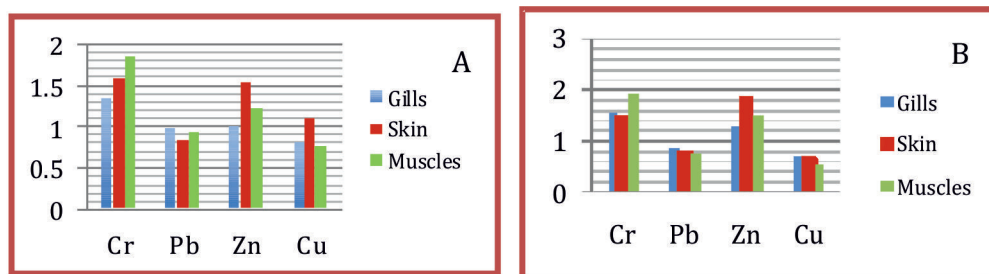 A
2
1.5
1
0.5
0
Cr Pb Zn Cu
Gills
Skin
Muscles
B
3
2
1
0
Cr Pb Zn Cu
Gills
Skin
Muscles